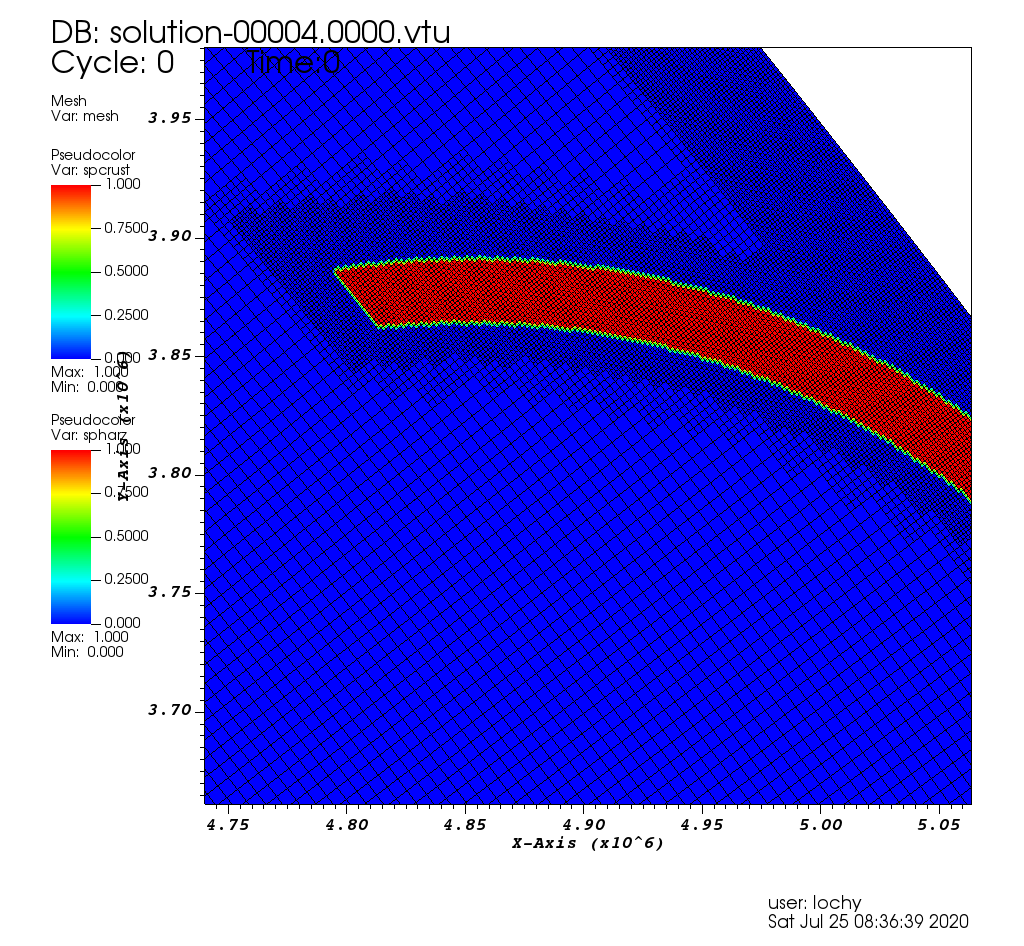 DB: solution-00004.0000.vtu
Cycle: 0 Time:0
Mesh
Var: mesh
Pseudocolor
Var: spcrust
1.000
0.7500
0.5000
0.2500
0.000
Max: 1.000
Min: 0.000
Pseudocolor
Var: spharz
1.000
0.7500
0.5000
0.2500
0.000
Max: 1.000
Min: 0.000
Y-Axis (x10^6)
3.95
3.90
3.85
3.80
3.75
3.70
4.75 4.80 4.85 4.90 4.95 5.00 5.05
X-Axis (x10^6)
user: lochy
Sat Jul 25 08:36:39 2020